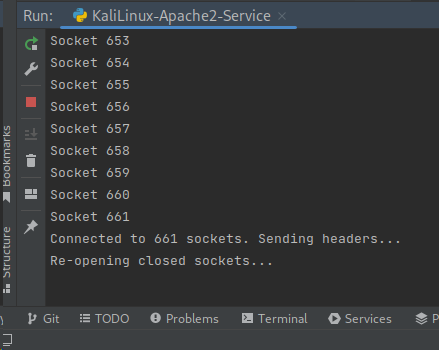 Run: KaliLinux-Apache2-Service
Socket 653
Socket 654
Socket 655
Socket 656
Socket 657
Socket 658
Socket 659
Socket 660
Socket 661
Connected to 661 sockets. Sending headers...
Re-opening closed sockets...
Bookmarks
Structure
Git TODO Problems Terminal Services